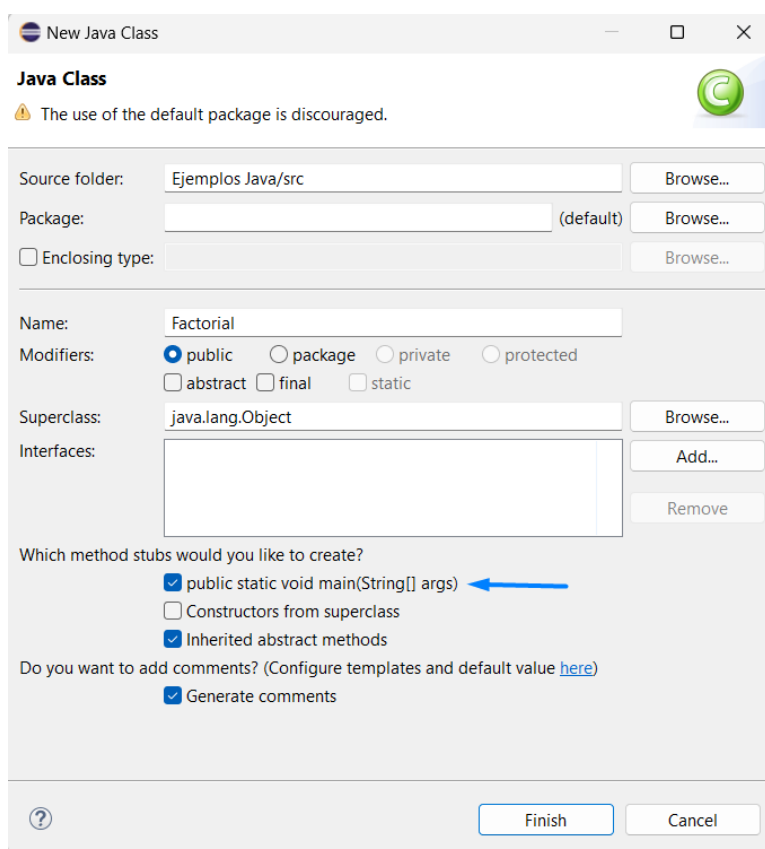 New Java Class
Java Class
The use of the default package is discouraged.
Source folder: Ejemplos Java/src Browse...
Package: (default) Browse...
Enclosing type: Browse...
Name: Factorial
Modifiers: public package private protected
abstract final static
Superclass: java.lang.Object Browse...
Interfaces: Add...
Remove
Which method stubs would you like to create?
public static void main(String[] args)
Constructors from superclass
Inherited abstract methods
Do you want to add comments? (Configure templates and default value here)
Generate comments
? Finish Cancel